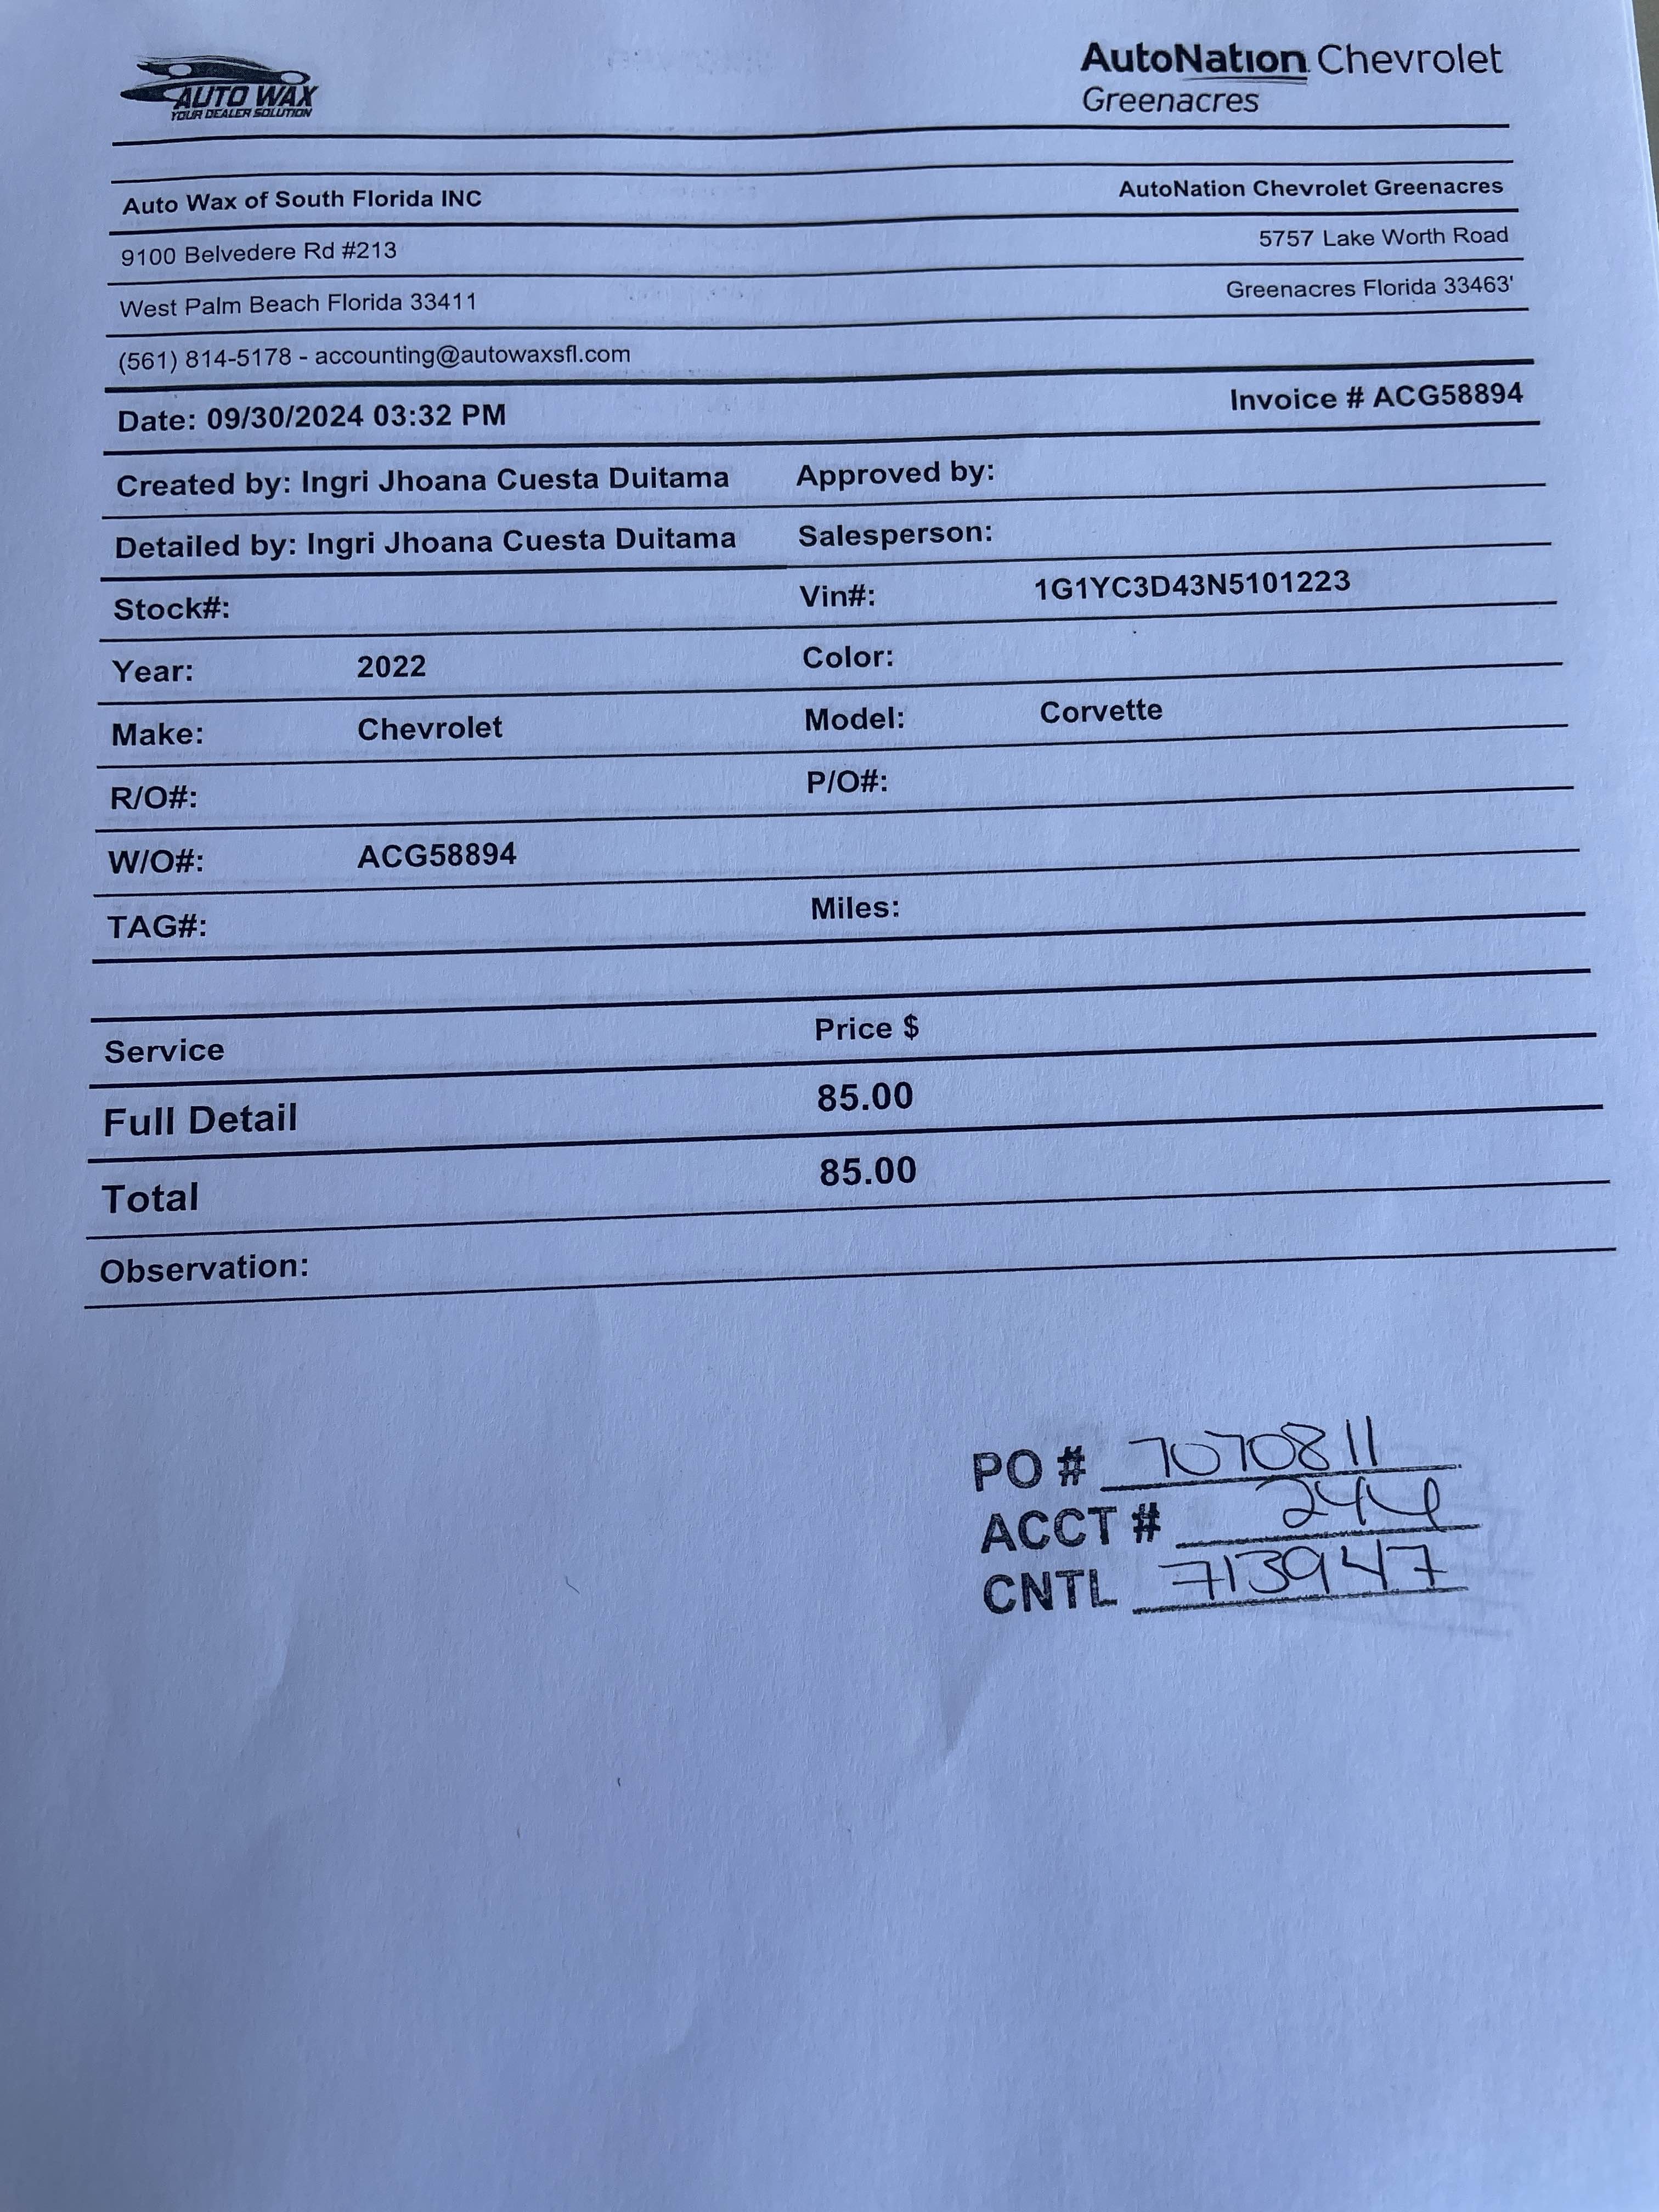 AUTO WAX
YOUR DEALER SOLUTION
AutoNation Chevrolet
Greenacres
Auto Wax of South Florida INC AutoNation Chevrolet Greenacres
9100 Belvedere Rd #213 5757 Lake Worth Road
West Palm Beach Florida 33411 Greenacres Florida 33463'
(561) 814-5178 - accounting@autowaxsfl.com
Date: 09/30/2024 03:32 PM Invoice # ACG58894
Created by: Ingri Jhoana Cuesta Duitama Approved by:
Detailed by: Ingri Jhoana Cuesta Duitama Salesperson:
Stock#: Vin#: 1G1YC3D43N5101223
Year: 2022 Color:
Make: Chevrolet Model: Corvette
R/O#: P/O#:
W/O#: ACG58894
TAG#: Miles:
Service Price $
Full Detail 85.00
Total 85.00
Observation:
PO # 7070811
ACCT #
CNTL 7139447